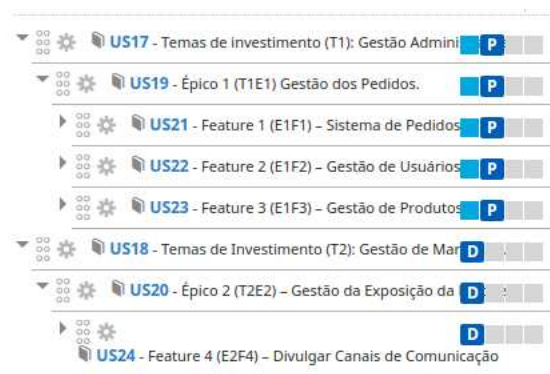 US17 - Temas de investimento (T1): Gestão Admini P
US19 - Épico 1 (T1E1) Gestão dos Pedidos. P
US21 - Feature 1 (E1F1) – Sistema de Pedidos P
US22 - Feature 2 (E1F2) – Gestão de Usuários P
US23 - Feature 3 (E1F3) – Gestão de Produtos P
US18 - Temas de Investimento (T2): Gestão de Mar D
US20 - Épico 2 (T2E2) – Gestão da Exposição da D
D
US24 - Feature 4 (E2F4) – Divulgar Canais de Comunicação